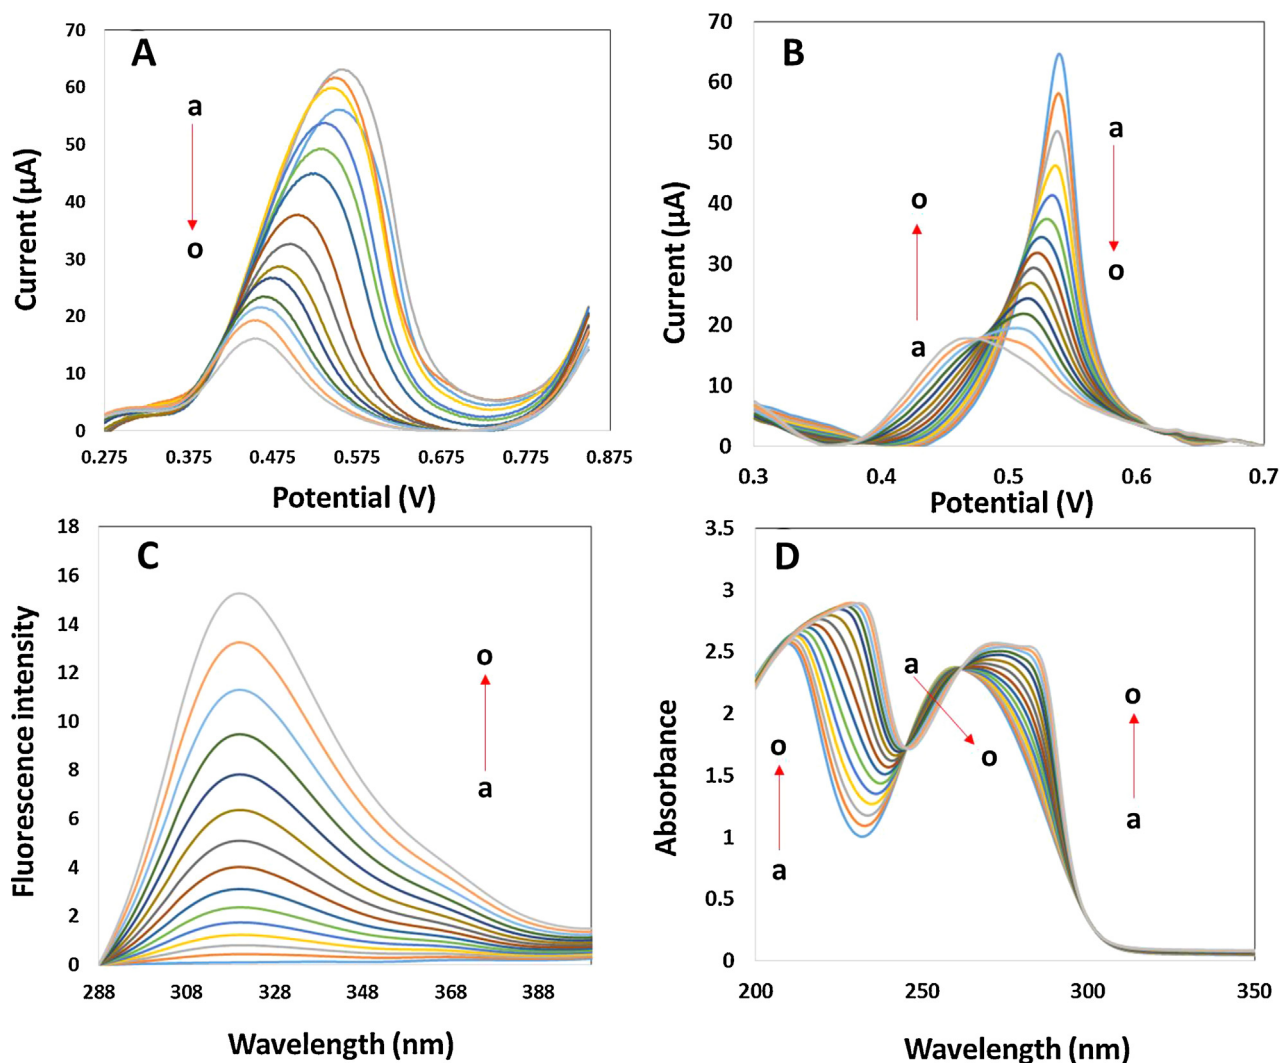 A
70
60
50
40
30
20
10
0
Current (µA)
a
o
0.275 0.375 0.475 0.575 0.675 0.775 0.875
Potential (V)
B
70
60
50
40
30
20
10
0
Current (µA)
o
a
a
o
0.3 0.4 0.5 0.6 0.7
Potential (V)
C
18
16
14
12
10
8
6
4
2
0
Fluorescence intensity
o
a
288 308 328 348 368 388
Wavelength (nm)
D
3.5
3
2.5
2
1.5
1
0.5
0
Absorbance
o
a
a
o
o
a
200 250 300 350
Wavelength (nm)